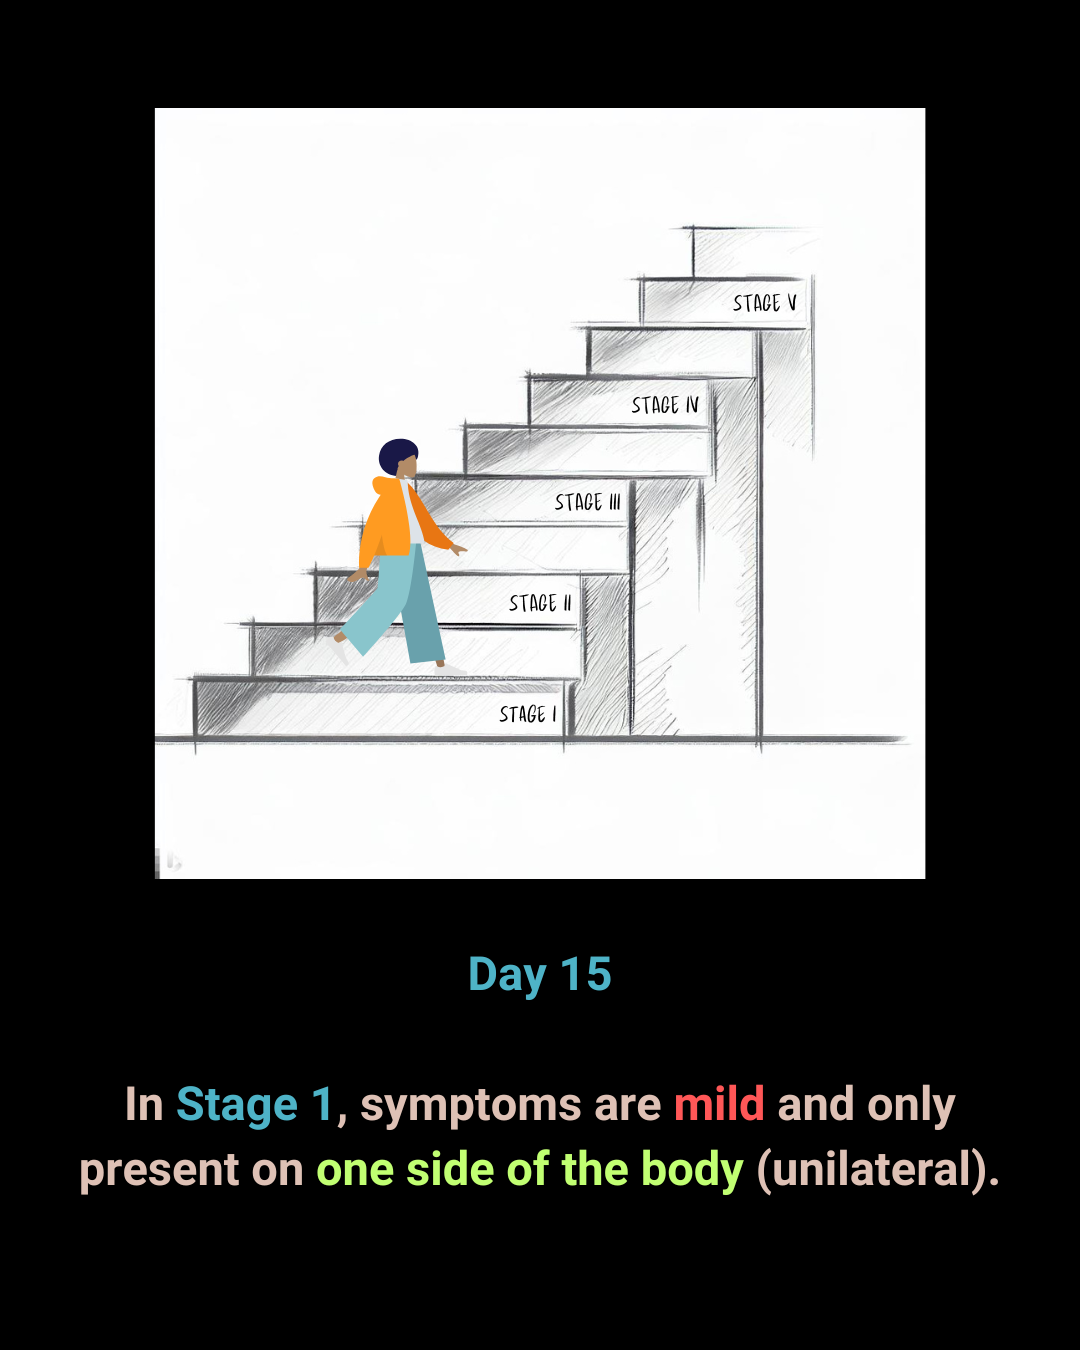 STAGE V
STAGE IV
STAGE III
STAGE II
STAGE I
Day 15
In Stage 1, symptoms are mild and only
present on one side of the body (unilateral).